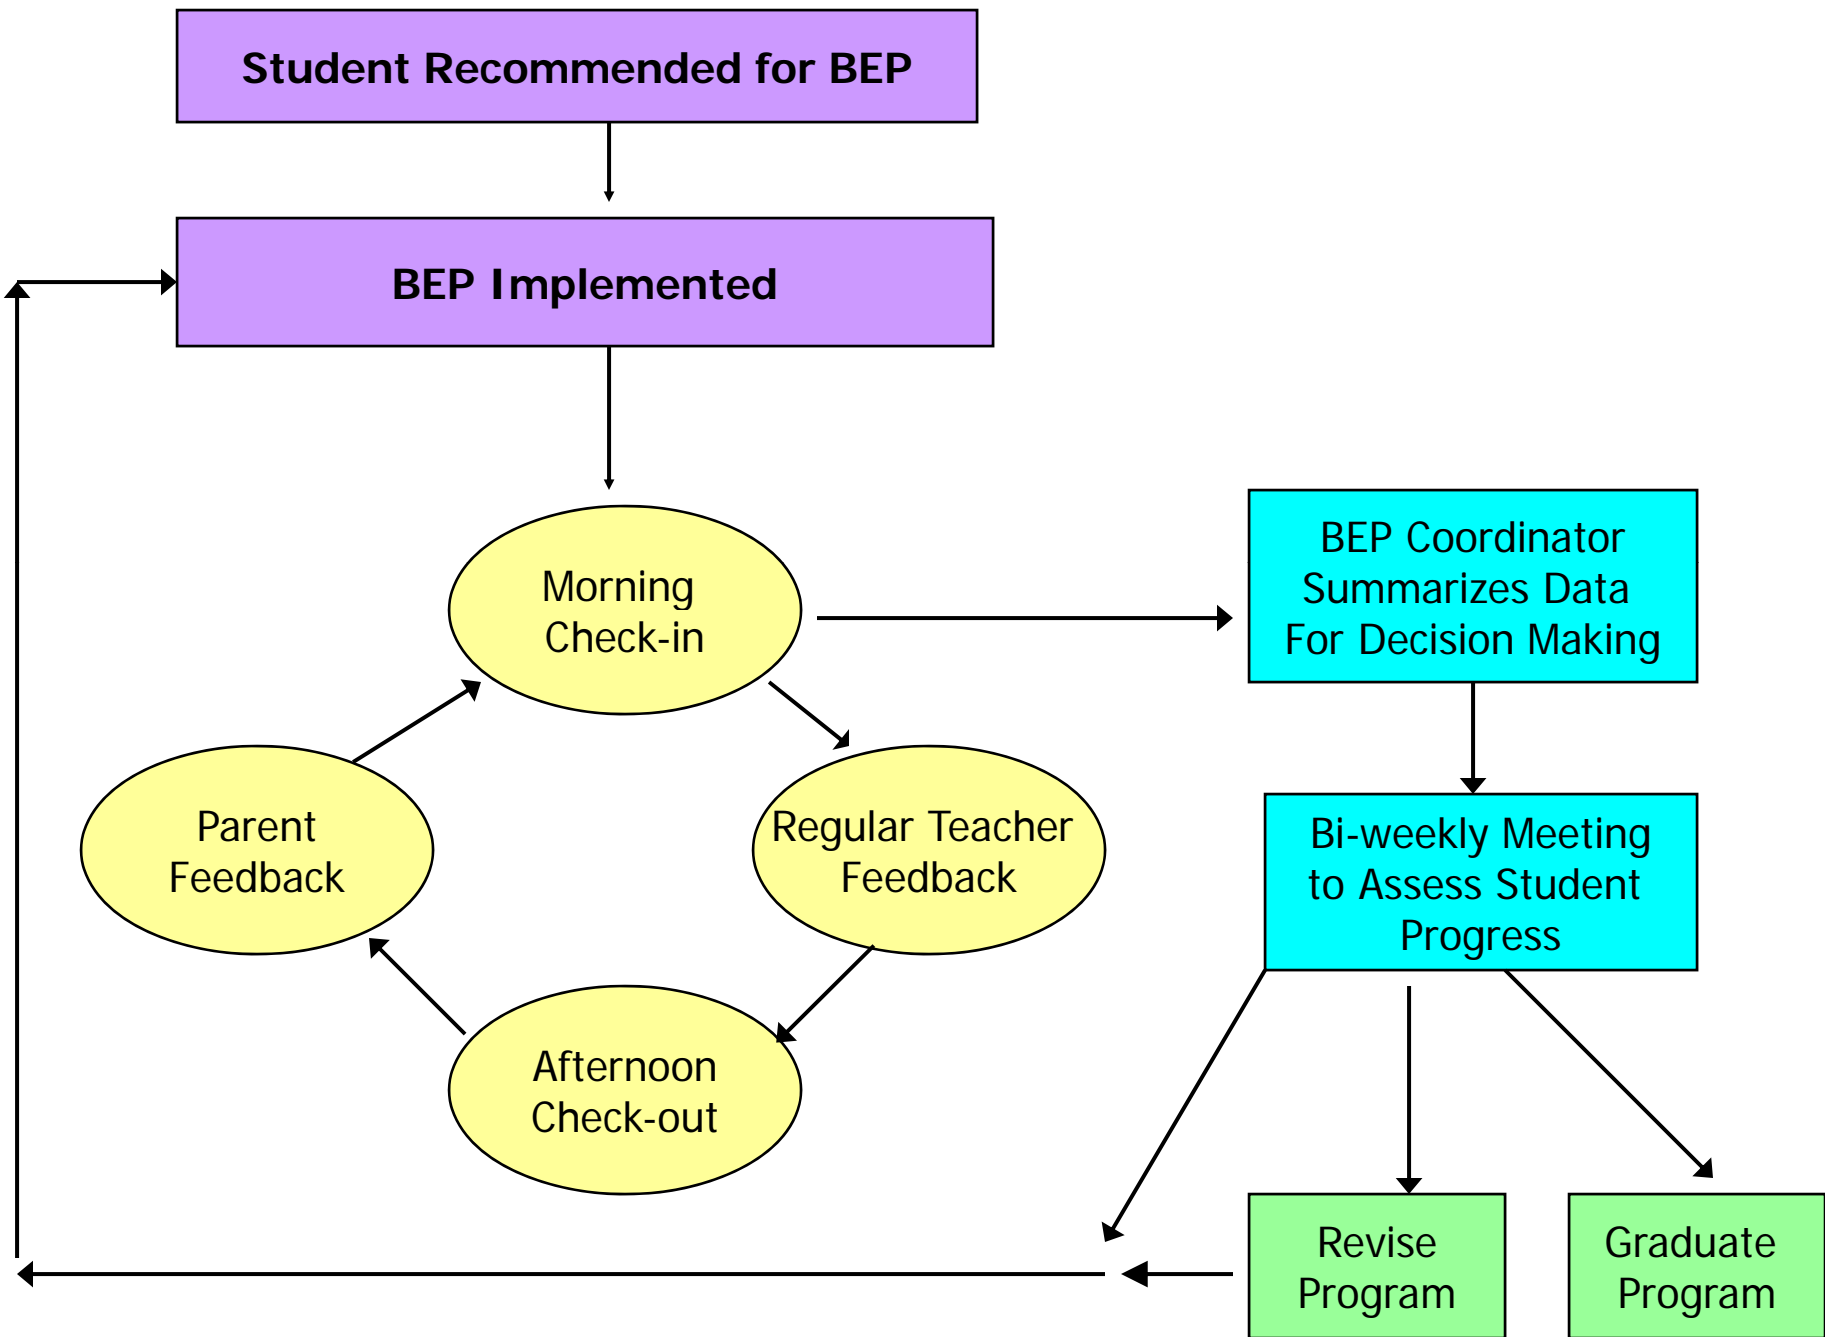 Student Recommended for BEP
BEP Implemented
Morning
Check-in
BEP Coordinator
Summarizes Data
For Decision Making
Parent
Feedback
Regular Teacher
Feedback
Bi-weekly Meeting
to Assess Student
Progress
Afternoon
Check-out
Revise
Program
Graduate
Program